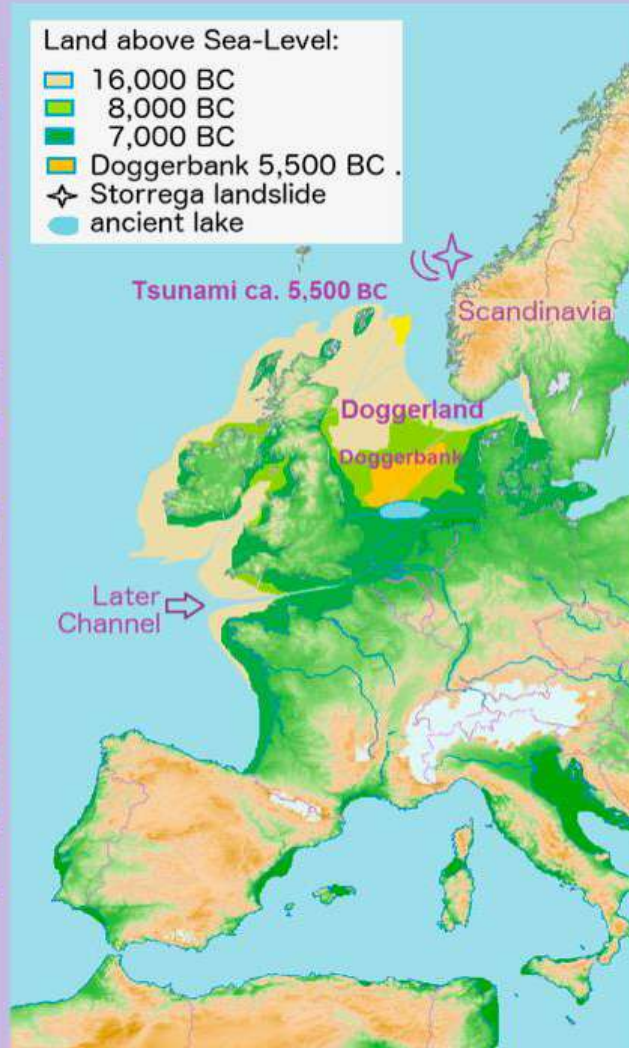 Land above Sea-Level:
16,000 BC
8,000 BC
7,000 BC
Doggerbank 5,500 BC .
Storrega landslide
ancient lake
Tsunami ca. 5,500 BC
Scandinavia
Doggerland
Doggerbank
Later
Channel